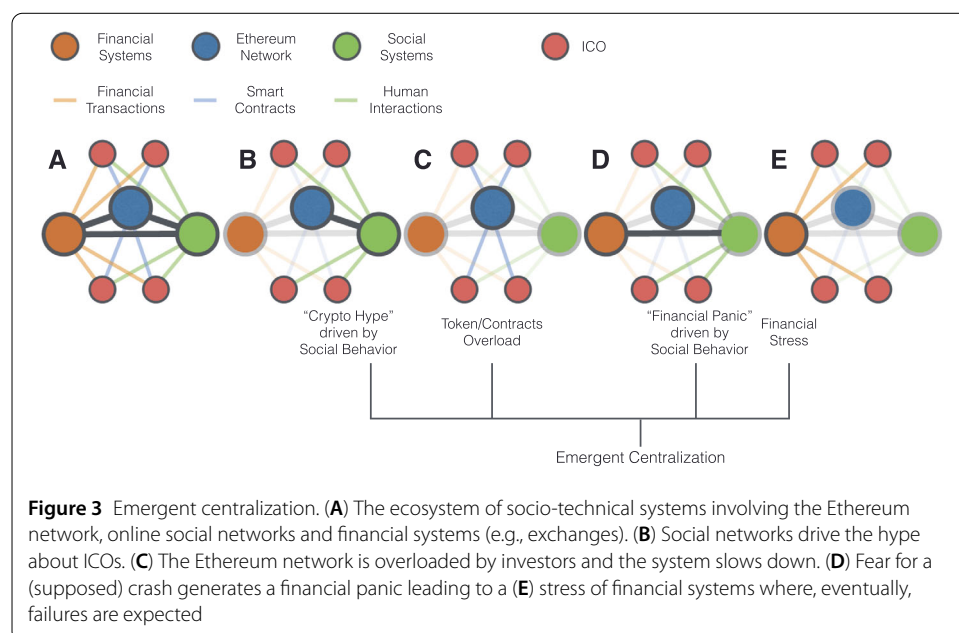 Financial
Systems
Ethereum
Network
Social
Systems
ICO
Financial
Transactions
Smart
Contracts
Human
Interactions
A
B
C
D
E
“Crypto Hype”
driven by
Social Behavior
Token/Contracts
Overload
“Financial Panic”
driven by
Social Behavior
Financial
Stress
Emergent Centralization
Figure 3 Emergent centralization. (A) The ecosystem of socio-technical systems involving the Ethereum
network, online social networks and financial systems (e.g., exchanges). (B) Social networks drive the hype
about ICOs. (C) The Ethereum network is overloaded by investors and the system slows down. (D) Fear for a
(supposed) crash generates a financial panic leading to a (E) stress of financial systems where, eventually,
failures are expected